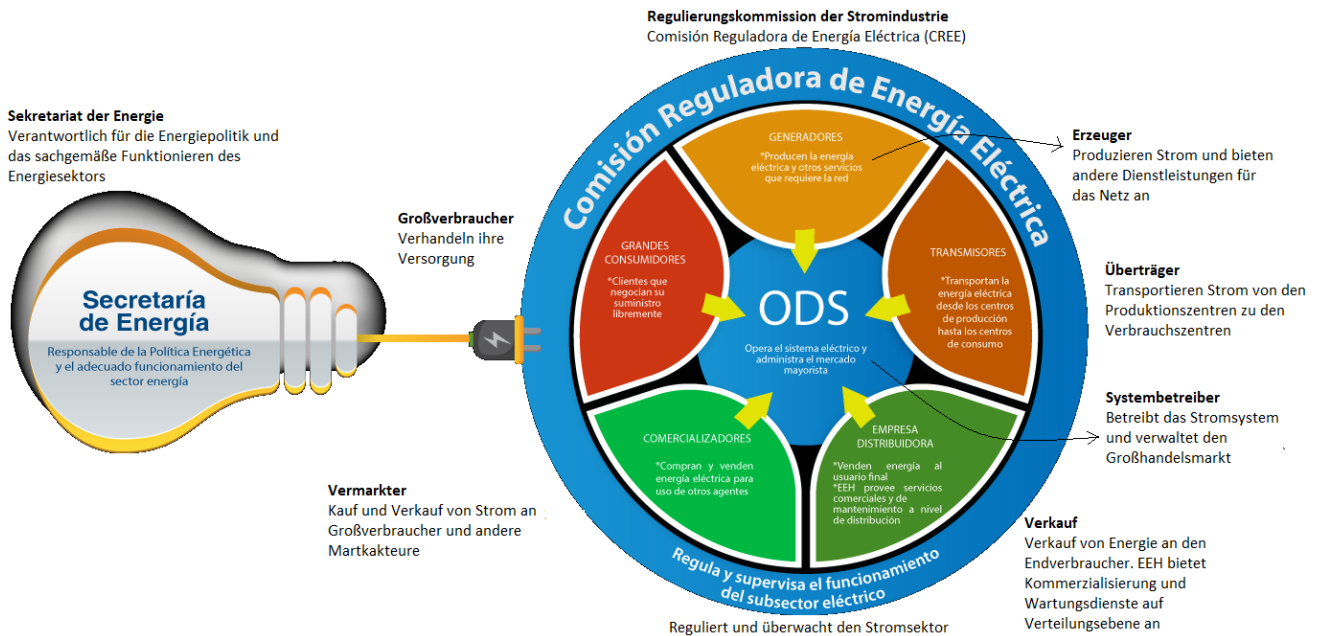 Regulierungskommission der Stromindustrie
Comisión Reguladora de Energía Eléctrica (CREE)
Sekretariat der Energie
Verantwortlich für die Energiepolitik und
das sachgemäße Funktionieren des
Energiesektors
Secretaría
de Energía
Responsable de la Política Energética
y el adecuado funcionamiento del
sector energía
Großverbraucher
Verhandeln ihre
Versorgung
Comisión Reguladora de Energía Eléctrica
GENERADORES
*Producen la energía
eléctrica y otros servicios
que requiere la red
Erzeuger
Produzieren Strom und bieten
andere Dienstleistungen für
das Netz an
GRANDES
CONSUMIDORES
*Clientes que
negocian su
suministro
libremente
TRANSMISORES
*Transportan la
energía eléctrica
desde los centros
de producción
hasta los centros
de consumo
Überträger
Transportieren Strom von den
Produktionszentren zu den
Verbrauchszentren
ODS
Opera el sistema eléctrico y
administra el mercado
mayorista
Systembetreiber
Betreibt das Stromsystem
und verwaltet den
Großhandelsmarkt
COMERCIALIZADORES
*Compran y venden
energía eléctrica para
uso de otros agentes
EMPRESA
DISTRIBUIDORA
*Venden energía al
usuario final
*EEH provee servicios
comerciales y de
mantenimiento a nivel
de distribución
Vermarkter
Kauf und Verkauf von Strom an
Großverbraucher und andere
Martkakteure
Verkauf
Verkauf von Energie an den
Endverbraucher. EEH bietet
Kommerzialisierung und
Wartungsdienste auf
Verteilungsebene an
Regula y supervisa el funcionamiento
del subsector eléctrico
Reguliert und überwacht den Stromsektor